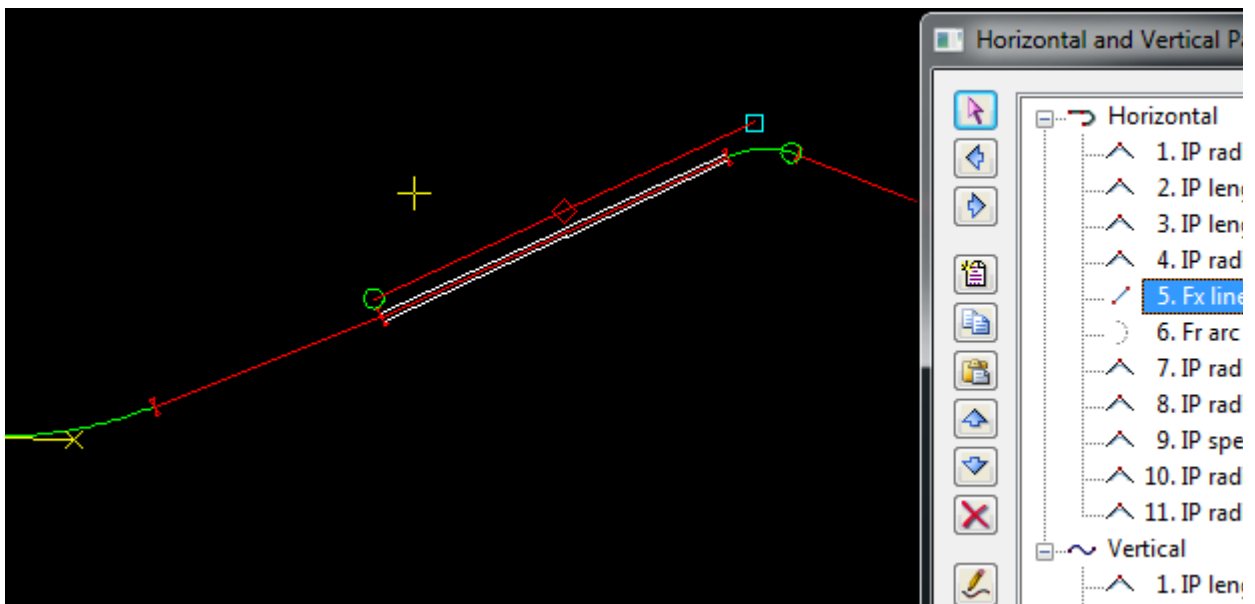 Horizontal and Vertical Pa
Horizontal
1. IP rad
2. IP leng
3. IP leng
4. IP rad
5. Fx line
6. Fr arc
7. IP rad
8. IP rad
9. IP spe
10. IP rad
11. IP rad
Vertical
1. IP leng